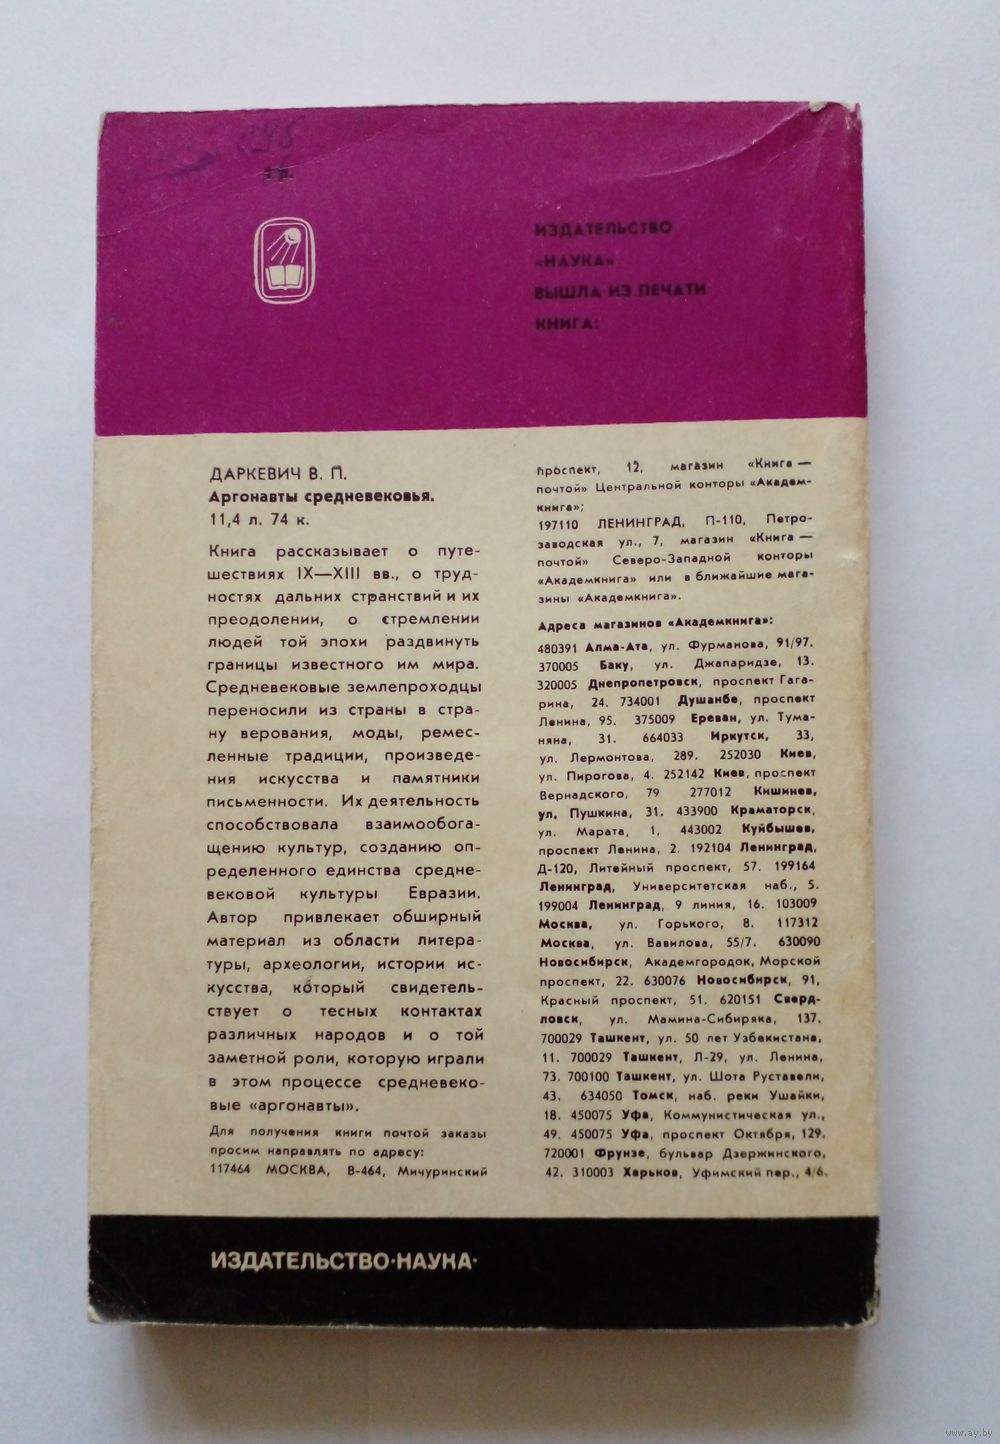 1 р.
ИЗДАТЕЛЬСТВО
«НАУКА»
ВЫШЛА ИЗ ПЕЧАТИ
КНИГА:
ДАРКЕВИЧ В. П.
Аргонавты средневековья.
11,4 л. 74 к.
Книга рассказывает о путе-
шествиях IX—XIII вв., о труд-
ностях дальних странствий и их
преодолении, о стремлении
людей той эпохи раздвинуть
границы известного им мира.
Средневековые землепроходцы
переносили из страны в стра-
ну верования, моды, ремес-
ленные традиции, произведе-
ния искусства и памятники
письменности. Их деятельность
способствовала взаимообога-
щению культур, созданию оп-
ределенного единства средне-
вековой культуры Евразии.
Автор привлекает обширный
материал из области литера-
туры, археологии, истории ис-
кусства, который свидетель-
ствует о тесных контактах
различных народов и о той
заметной роли, которую играли
в этом процессе средневеко-
вые «аргонавты».
Для получения книги почтой заказы
просим направлять по адресу:
117464 МОСКВА, В-464, Мичуринский
проспект, 12, магазин «Книга —
почтой» Центральной конторы «Академ-
книга»;
197110 ЛЕНИНГРАД, П-110, Петро-
заводская ул., 7, магазин «Книга —
почтой» Северо-Западной конторы
«Академкнига» или в ближайшие мага-
зины «Академкнига».
Адреса магазинов «Академкнига»:
480391 Алма-Ата, ул. Фурманова, 91/97.
370005 Баку, ул. Джапаридзе, 13.
320005 Днепропетровск, проспект Гага-
рина, 24. 734001 Душанбе, проспект
Ленина, 95. 375009 Ереван, ул. Тума-
няна, 31. 664033 Иркутск, 33,
ул. Лермонтова, 289. 252030 Киев,
ул. Пирогова, 4. 252142 Киев, проспект
Вернадского, 79 277012 Кишинев,
ул. Пушкина, 31. 433900 Краматорск,
ул. Марата, 1, 443002 Куйбышев,
проспект Ленина, 2. 192104 Ленинград,
Д-120, Литейный проспект, 57. 199164
Ленинград, Университетская наб., 5.
199004 Ленинград, 9 линия, 16. 103009
Москва, ул. Горького, 8. 117312
Москва, ул. Вавилова, 55/7. 630090
Новосибирск, Академгородок, Морской
проспект, 22. 630076 Новосибирск, 91,
Красный проспект, 51. 620151 Сверд-
ловск, ул. Мамина-Сибиряка, 137.
700029 Ташкент, ул. 50 лет Узбекистана,
11. 700029 Ташкент, Л-29, ул. Ленина,
73. 700100 Ташкент, ул. Шота Руставели,
43. 634050 Томск, наб. реки Ушайки,
18. 450075 Уфа, Коммунистическая ул.,
49. 450075 Уфа, проспект Октября, 129.
720001 Фрунзе, бульвар Дзержинского,
42. 310003 Харьков, Уфимский пер., 4/6.
ИЗДАТЕЛЬСТВО·НАУКА·
www.ay.by